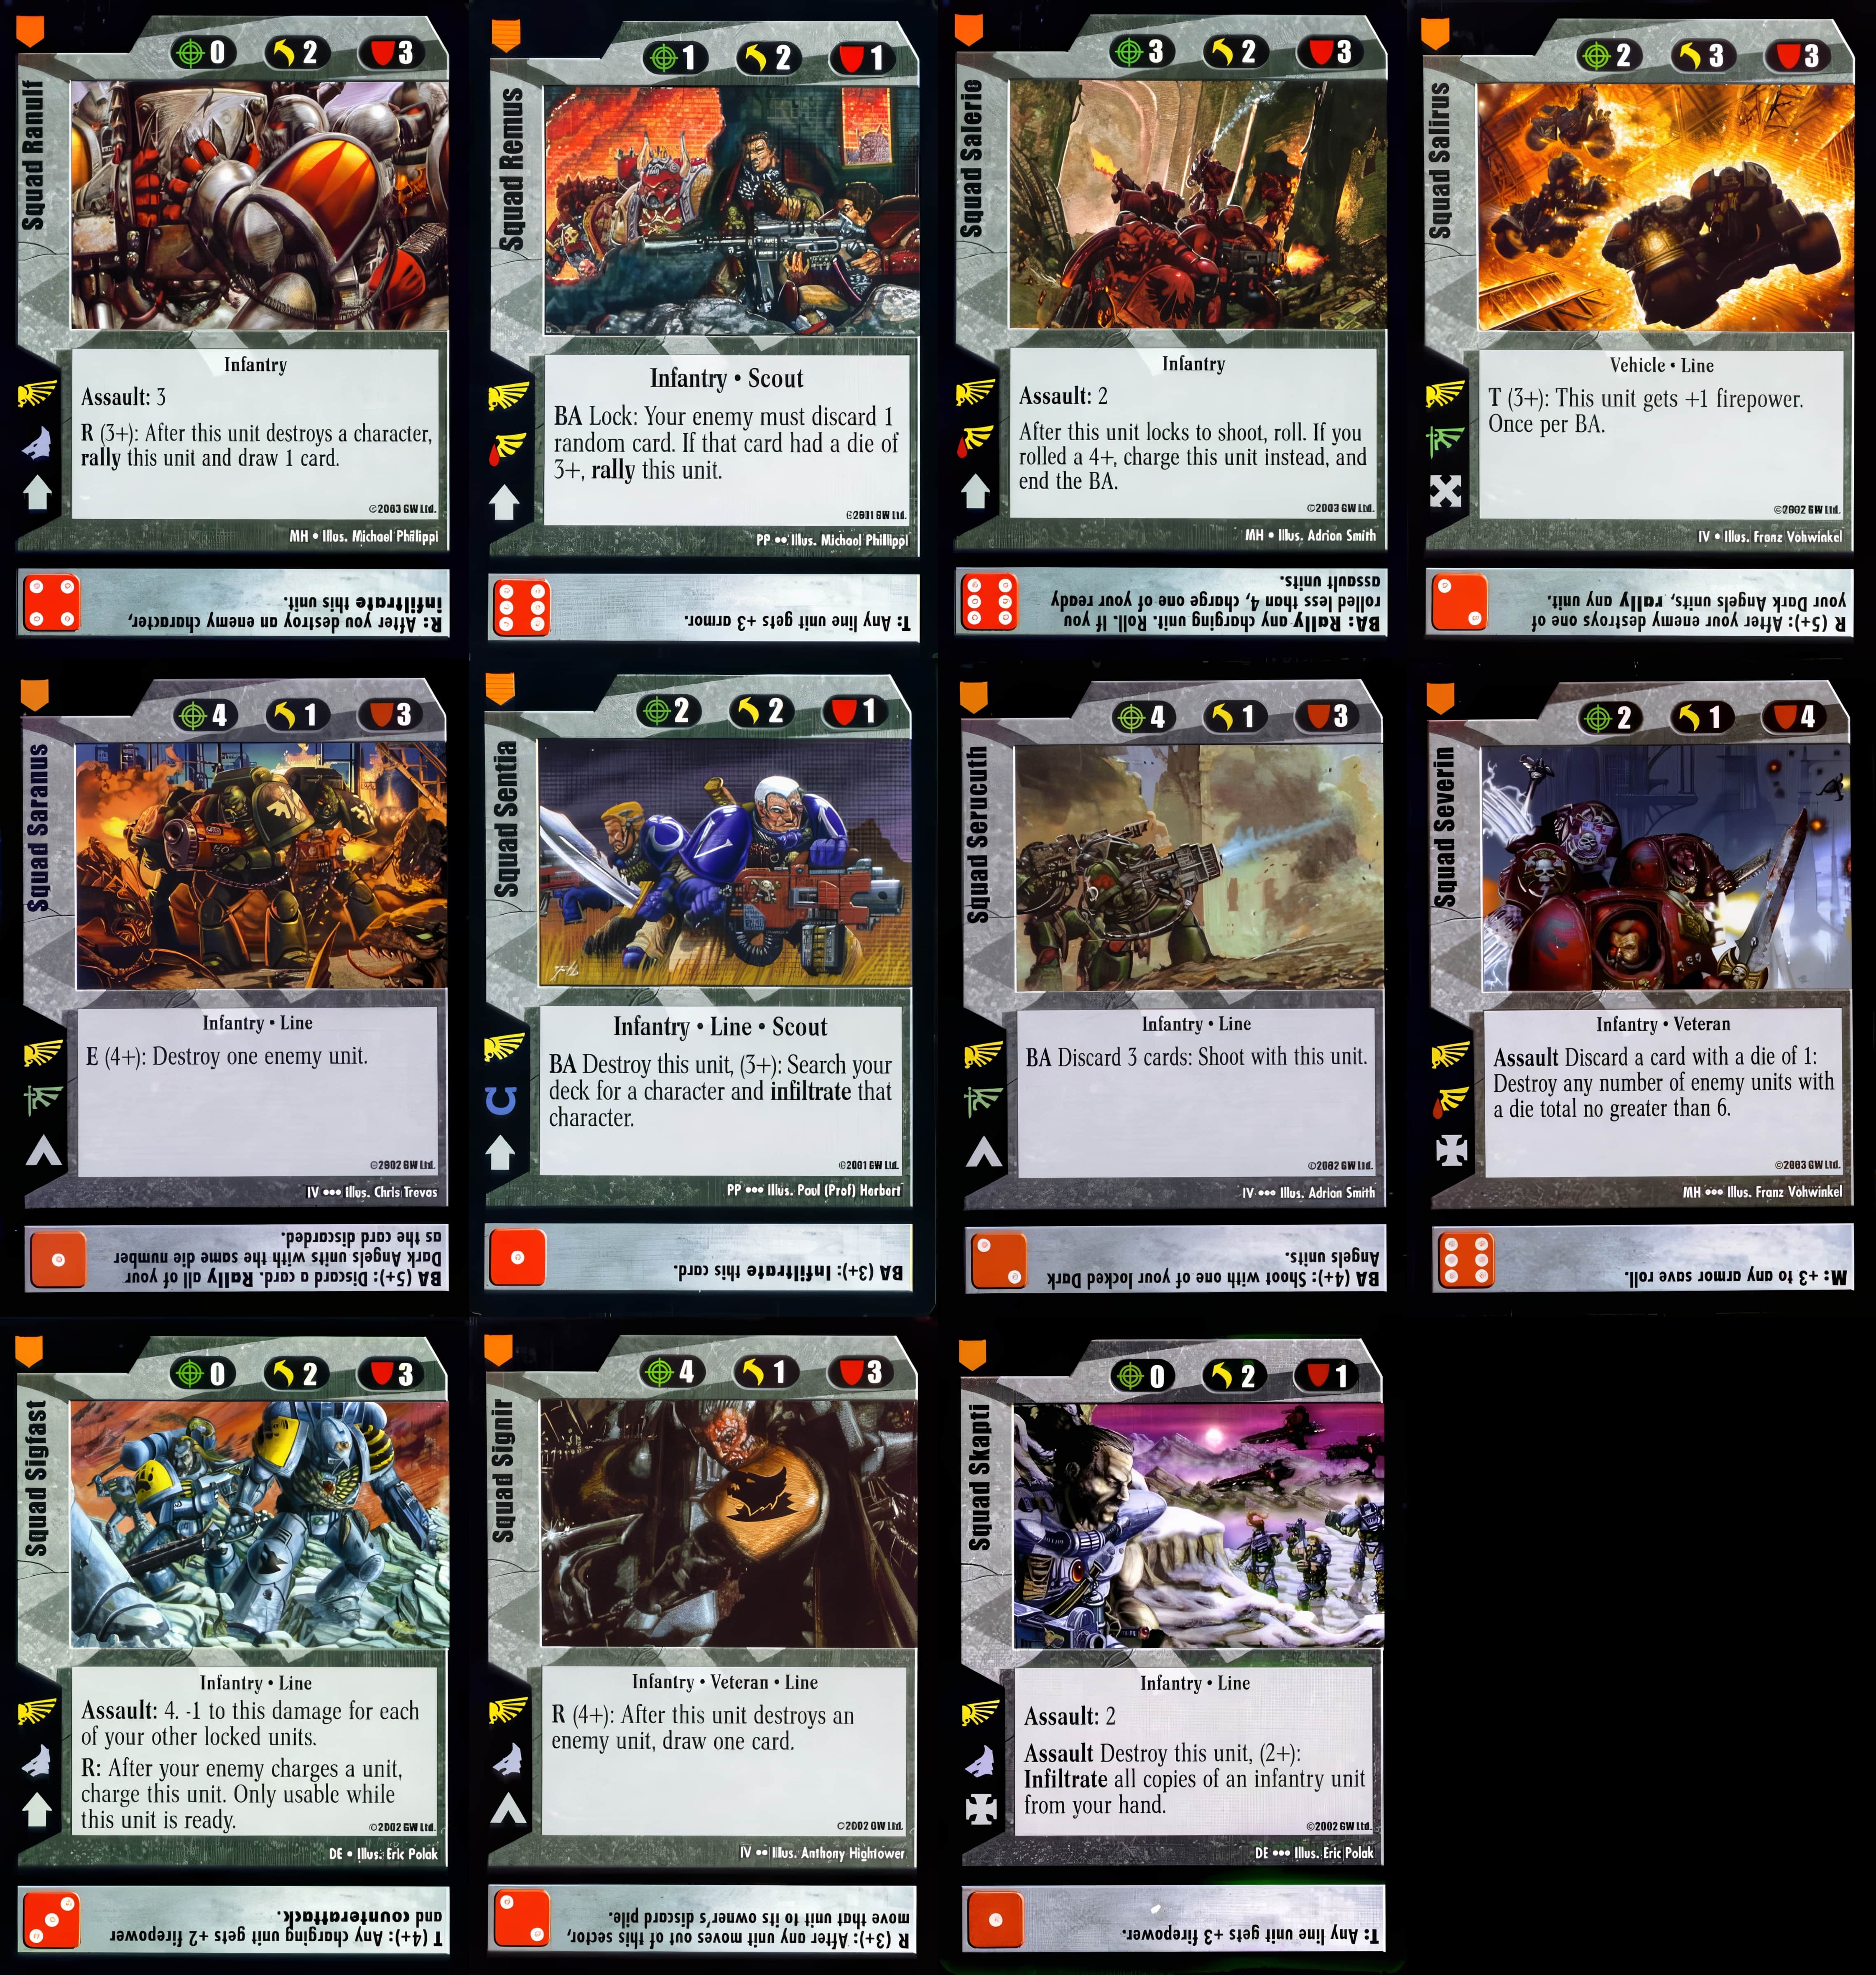 0 2 3
Squad Ranulf
Infantry
Assault: 3
R (3+): After this unit destroys a character,
rally this unit and draw 1 card.
©2003 GW Ltd.
MH • Illus. Michael Phillippi
R: After you destroy an enemy character,
infiltrate this unit.
1 2 1
Squad Remus
Infantry • Scout
BA Lock: Your enemy must discard 1
random card. If that card had a die of
3+, rally this unit.
©2001 GW Ltd.
PP •• Illus. Michael Phillippi
T: Any line unit gets +3 armor.
3 2 3
Squad Salerio
Infantry
Assault: 2
After this unit locks to shoot, roll. If you
rolled a 4+, charge this unit instead, and
end the BA.
©2003 GW Ltd.
MH • Illus. Adrian Smith
BA: Rally any charging unit. Roll. If you
rolled less than 4, charge one of your ready
assault units.
2 3 3
Squad Salirus
Vehicle • Line
T (3+): This unit gets +1 firepower.
Once per BA.
©2002 GW Ltd.
IV • Illus. Franz Vohwinkel
R (5+): After your enemy destroys one of
your Dark Angels units, rally any unit.
4 1 3
Squad Saranus
Infantry • Line
E (4+): Destroy one enemy unit.
©2002 GW Ltd.
IV ••• Illus. Chris Trevas
BA (5+): Discard a card. Rally all of your
Dark Angels units with the same die number
as the card discarded.
2 2 1
Squad Sentia
Infantry • Line • Scout
BA Destroy this unit, (3+): Search your
deck for a character and infiltrate that
character.
©2001 GW Ltd.
PP ••• Illus. Paul (Prof) Herbert
BA (3+): Infiltrate this card.
4 1 3
Squad Serucuth
Infantry • Line
BA Discard 3 cards: Shoot with this unit.
©2002 GW Ltd.
IV ••• Illus. Adrian Smith
BA (4+): Shoot with one of your locked Dark
Angels units.
2 1 4
Squad Severin
Infantry • Veteran
Assault Discard a card with a die of 1:
Destroy any number of enemy units with
a die total no greater than 6.
©2003 GW Ltd.
MH ••• Illus. Franz Vohwinkel
M: +3 to any armor save roll.
0 2 3
Squad Sigfast
Infantry • Line
Assault: 4. -1 to this damage for each
of your other locked units.
R: After your enemy charges a unit,
charge this unit. Only usable while
this unit is ready.
©2002 GW Ltd.
DE • Illus. Eric Polak
T (4+): Any charging unit gets +2 firepower
and counterattack.
4 1 3
Squad Signir
Infantry • Veteran • Line
R (4+): After this unit destroys an
enemy unit, draw one card.
©2002 GW Ltd.
IV •• Illus. Anthony Hightower
R (3+): After any unit moves out of this sector,
move that unit to its owner's discard pile.
0 2 1
Squad Skapti
Infantry • Line
Assault: 2
Assault Destroy this unit, (2+):
Infiltrate all copies of an infantry unit
from your hand.
©2002 GW Ltd.
DE ••• Illus. Eric Polak
T: Any line unit gets +3 firepower.